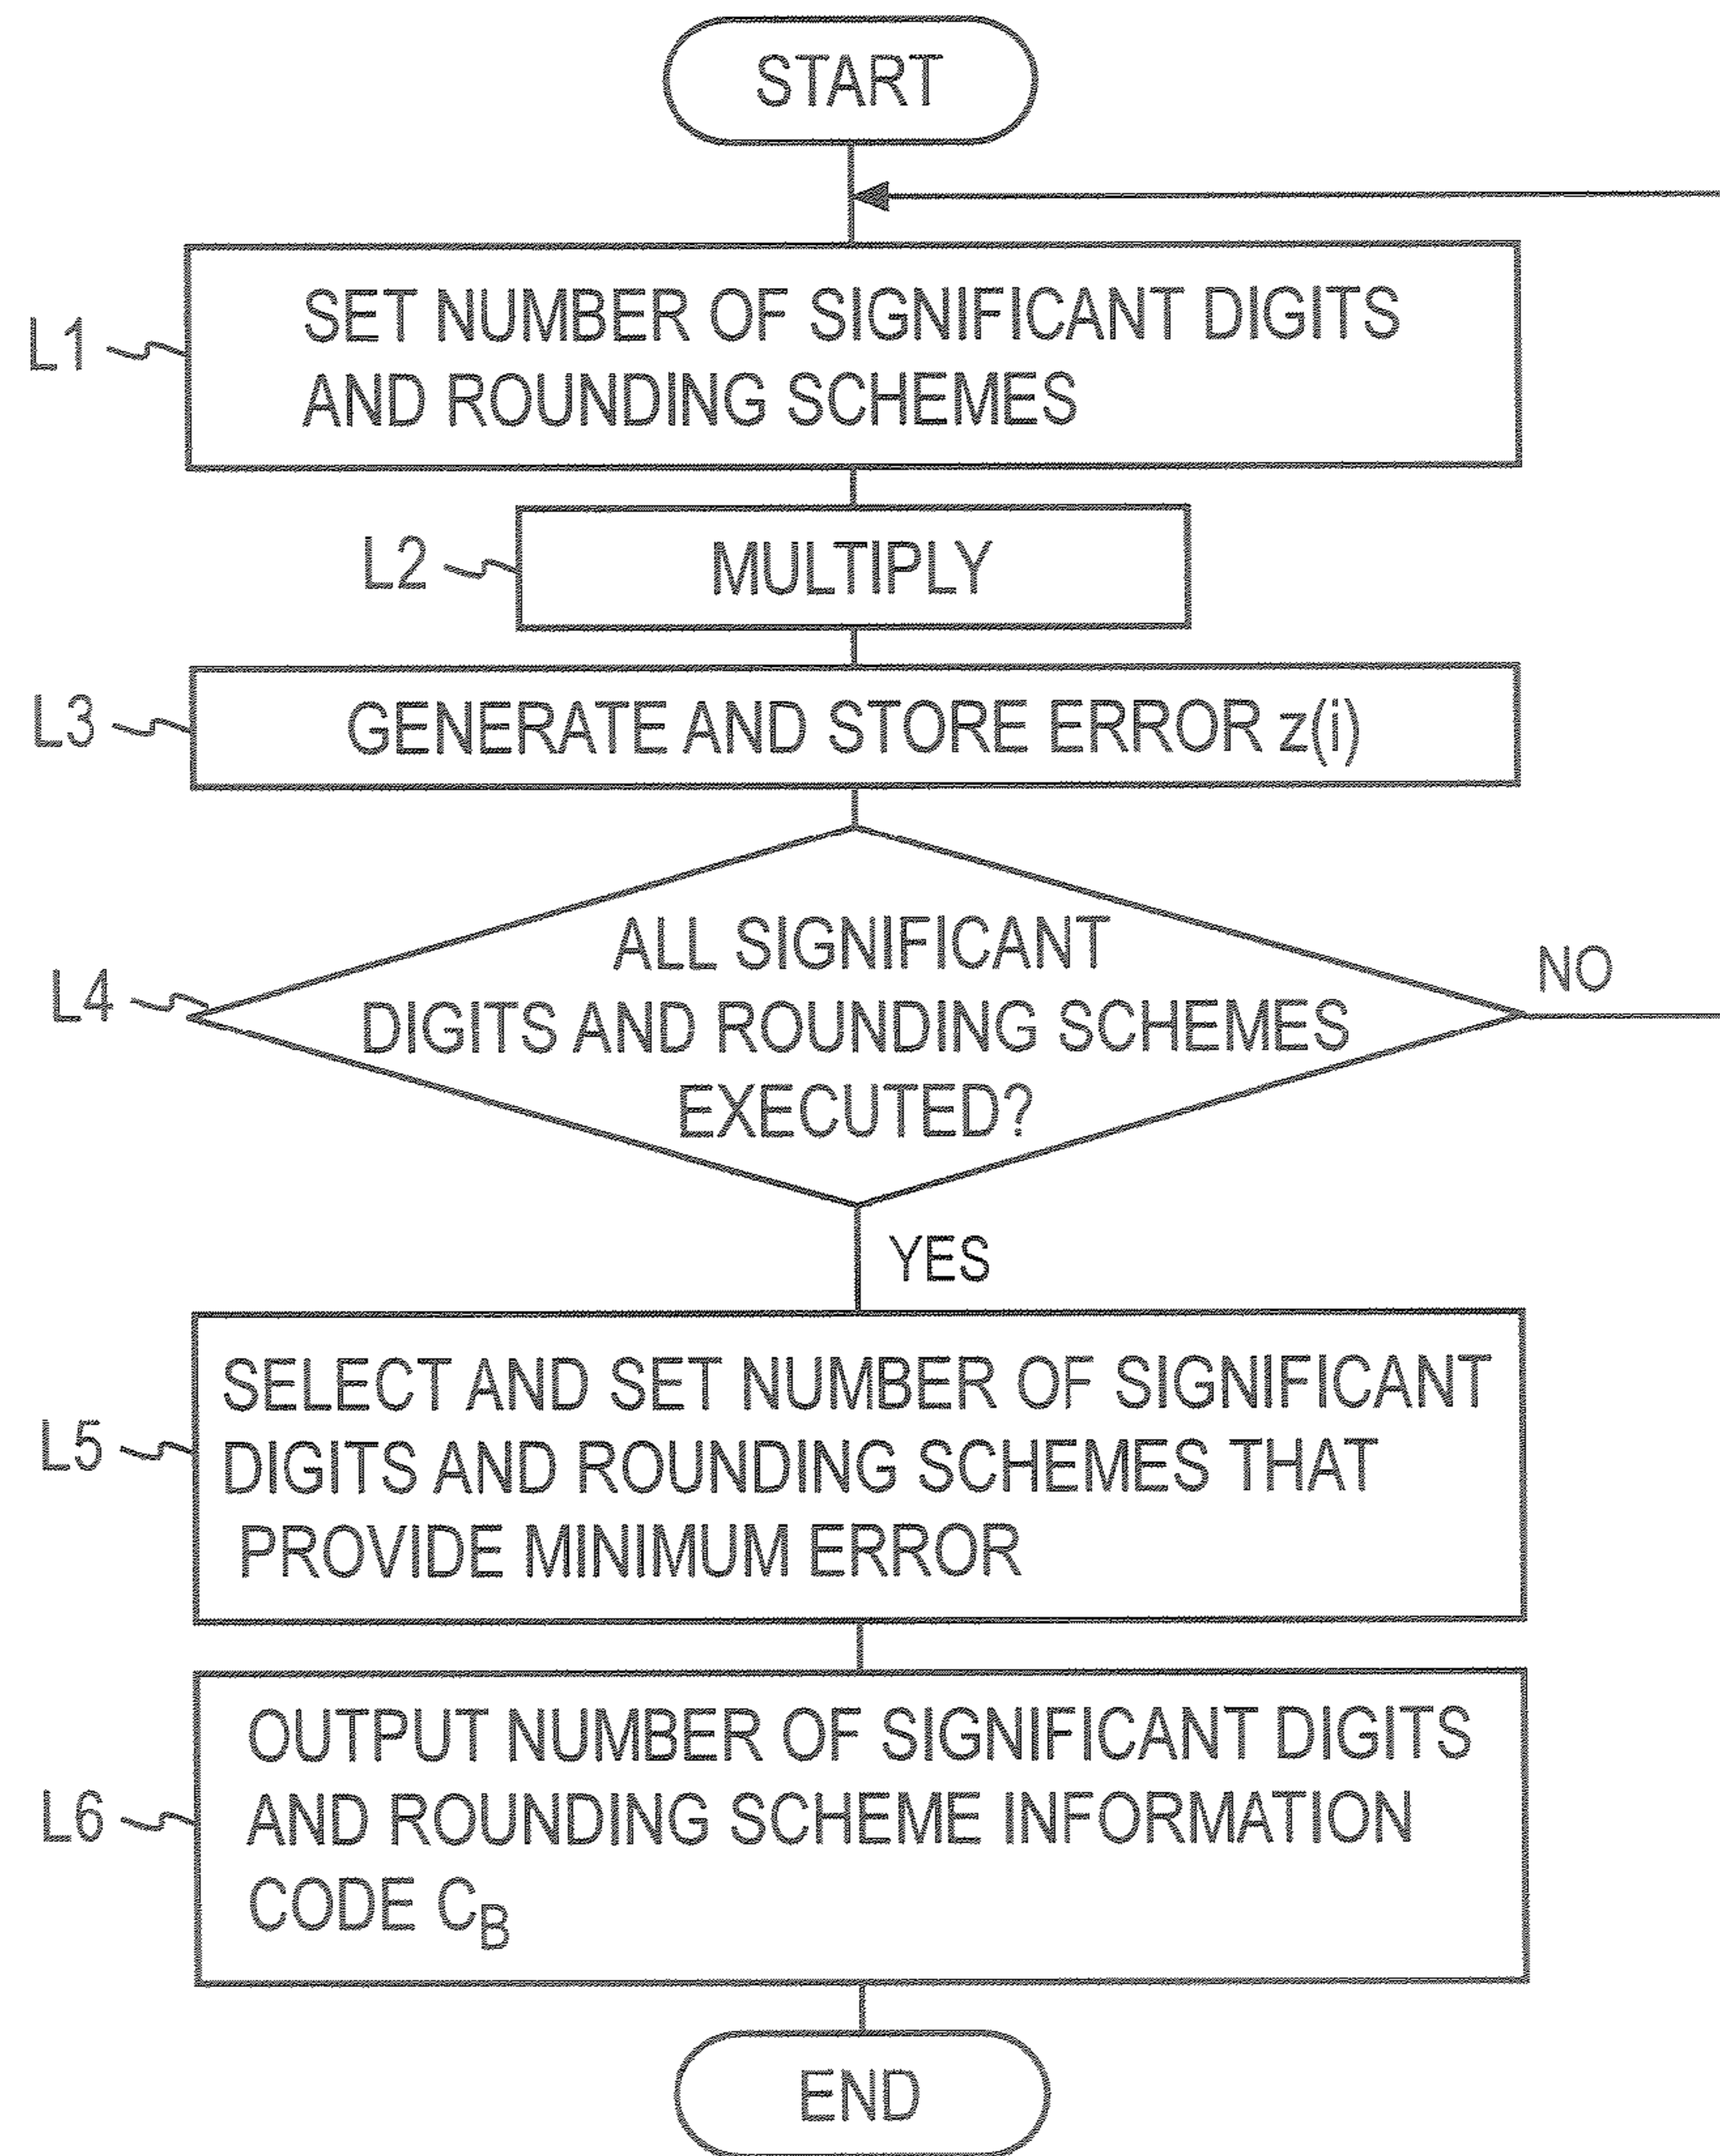 START
L1
SET NUMBER OF SIGNIFICANT DIGITS
AND ROUNDING SCHEMES
L2
MULTIPLY
L3
GENERATE AND STORE ERROR z(i)
L4
ALL SIGNIFICANT
DIGITS AND ROUNDING SCHEMES
EXECUTED?
NO
YES
L5
SELECT AND SET NUMBER OF SIGNIFICANT
DIGITS AND ROUNDING SCHEMES THAT
PROVIDE MINIMUM ERROR
L6
OUTPUT NUMBER OF SIGNIFICANT DIGITS
AND ROUNDING SCHEME INFORMATION
CODE C_B
END